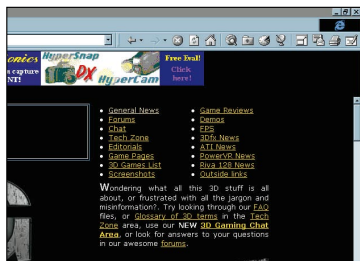 onics
HyperSnap
Free Eval!
n capture
DX
Click
NT!
HyperCam
here!
General News
Game Reviews
Forums
Demos
Chat
FPS
Tech Zone
3Dfx News
Editorials
ATI News
Game Pages
PowerVR News
3D Games List
Riva 128 News
Screenshots
Outside links
Wondering what all this 3D stuff is all
about, or frustrated with all the jargon and
misinformation?. Try looking through our FAQ
files, or Glossary of 3D terms in the Tech
Zone area, use our NEW 3D Gaming Chat
Area, or look for answers to your questions
in our awesome forums.